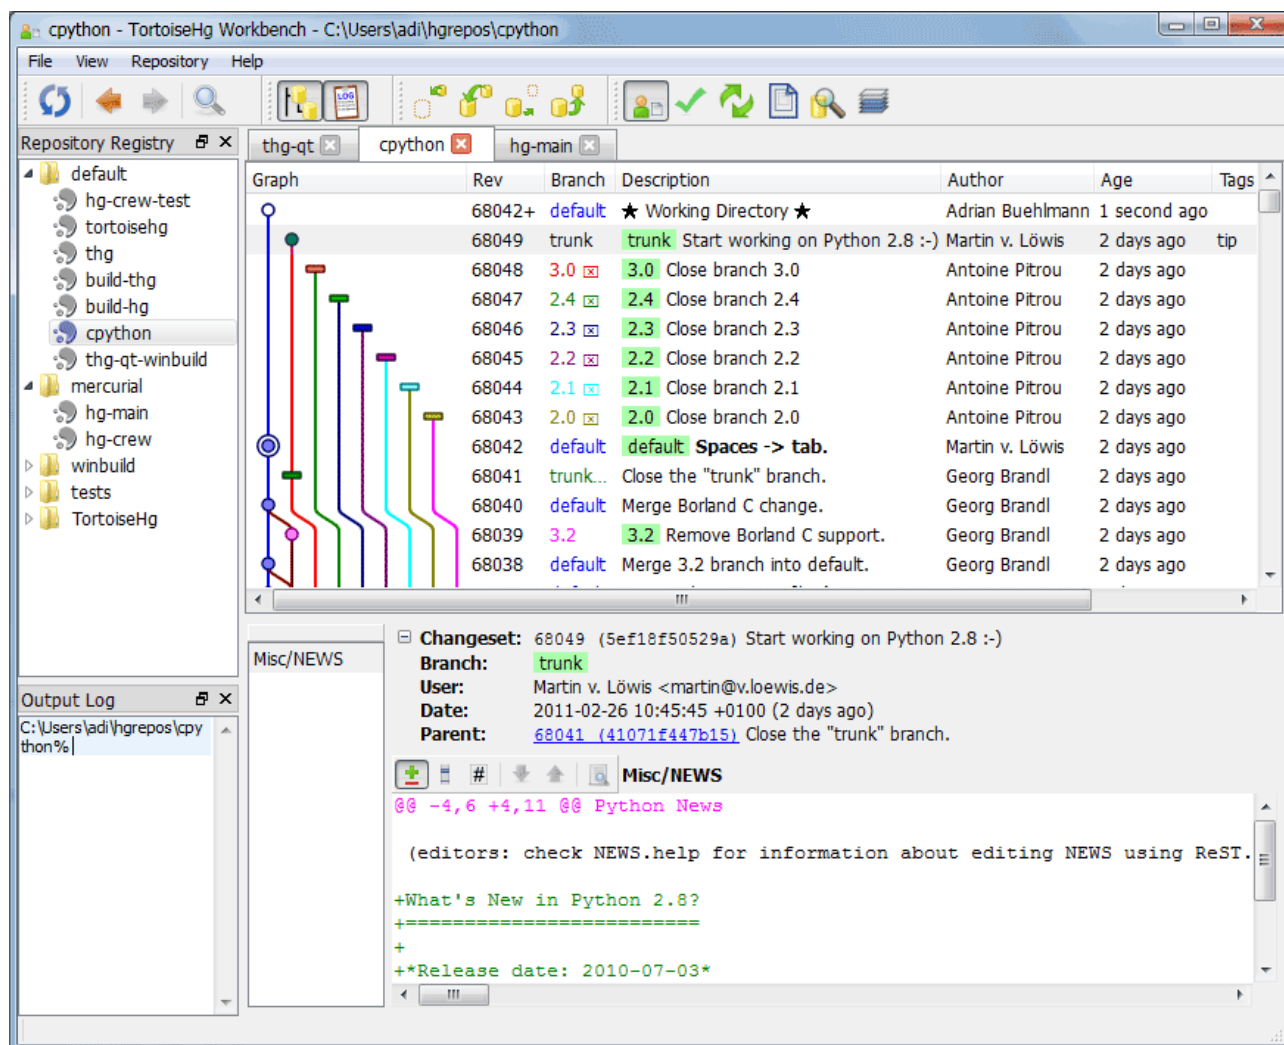 cpython - TortoiseHg Workbench - C:\Users\adi\hgrepos\cpython
File View Repository Help
LOG
Repository Registry
default
hg-crew-test
tortoisehg
thg
build-thg
build-hg
cpython
thg-qt-winbuild
mercurial
hg-main
hg-crew
winbuild
tests
TortoiseHg
Output Log
C:\Users\adi\hgrepos\cpy
thon%
thg-qt cpython hg-main
Graph Rev Branch Description Author Age Tags
68042+ default ★ Working Directory ★ Adrian Buehlmann 1 second ago
68049 trunk trunk Start working on Python 2.8 :-) Martin v. Löwis 2 days ago tip
68048 3.0 3.0 Close branch 3.0 Antoine Pitrou 2 days ago
68047 2.4 2.4 Close branch 2.4 Antoine Pitrou 2 days ago
68046 2.3 2.3 Close branch 2.3 Antoine Pitrou 2 days ago
68045 2.2 2.2 Close branch 2.2 Antoine Pitrou 2 days ago
68044 2.1 2.1 Close branch 2.1 Antoine Pitrou 2 days ago
68043 2.0 2.0 Close branch 2.0 Antoine Pitrou 2 days ago
68042 default default Spaces -> tab. Martin v. Löwis 2 days ago
68041 trunk... Close the "trunk" branch. Georg Brandl 2 days ago
68040 default Merge Borland C change. Georg Brandl 2 days ago
68039 3.2 3.2 Remove Borland C support. Georg Brandl 2 days ago
68038 default Merge 3.2 branch into default. Georg Brandl 2 days ago
Misc/NEWS
Changeset: 68049 (5ef18f50529a) Start working on Python 2.8 :-)
Branch: trunk
User: Martin v. Löwis <martin@v.loewis.de>
Date: 2011-02-26 10:45:45 +0100 (2 days ago)
Parent: 68041 (41071f447b15) Close the "trunk" branch.
# Misc/NEWS
@@ -4,6 +4,11 @@ Python News
(editors: check NEWS.help for information about editing NEWS using ReST.
+What's New in Python 2.8?
+=========================
+
+*Release date: 2010-07-03*